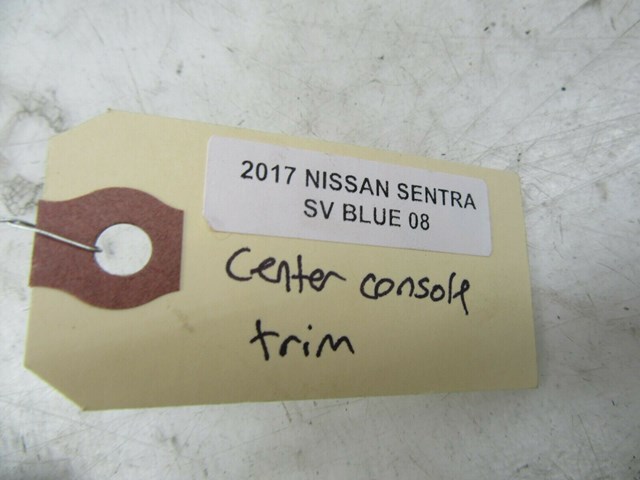 2017 NISSAN SENTRA
SV BLUE 08
Center console
trim